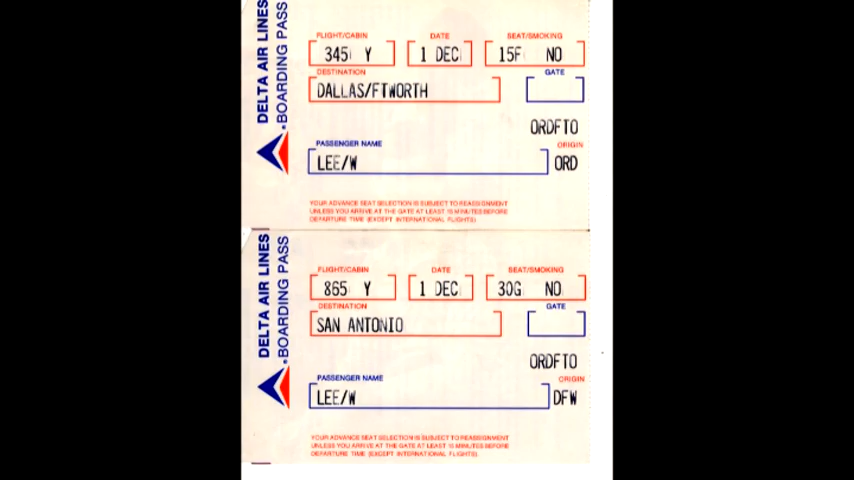 DELTA AIR LINES
BOARDING PASS
FLIGHT/CABIN DATE SEAT/SMOKING
345 Y 1 DEC 15F NO
DESTINATION GATE
DALLAS/FTWORTH
ORDFTO
PASSENGER NAME ORIGIN
LEE/W ORD
YOUR ADVANCE SEAT SELECTION IS SUBJECT TO REASSIGNMENT
UNLESS YOU ARRIVE AT THE GATE AT LEAST 15 MINUTES BEFORE
DEPARTURE TIME (EXCEPT INTERNATIONAL FLIGHTS).
DELTA AIR LINES
BOARDING PASS
FLIGHT/CABIN DATE SEAT/SMOKING
865 Y 1 DEC 30G NO
DESTINATION GATE
SAN ANTONIO
ORDFTO
PASSENGER NAME ORIGIN
LEE/W DFW
YOUR ADVANCE SEAT SELECTION IS SUBJECT TO REASSIGNMENT
UNLESS YOU ARRIVE AT THE GATE AT LEAST 15 MINUTES BEFORE
DEPARTURE TIME (EXCEPT INTERNATIONAL FLIGHTS).